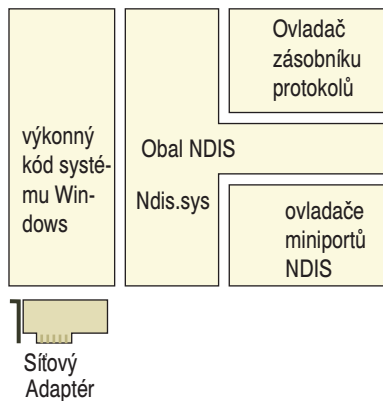 Ovladač
zásobníku
protokolů
výkonný
kód systé-
mu Win-
dows
Obal NDIS
Ndis.sys
ovladače
miniportů
NDIS
Síťový
Adaptér